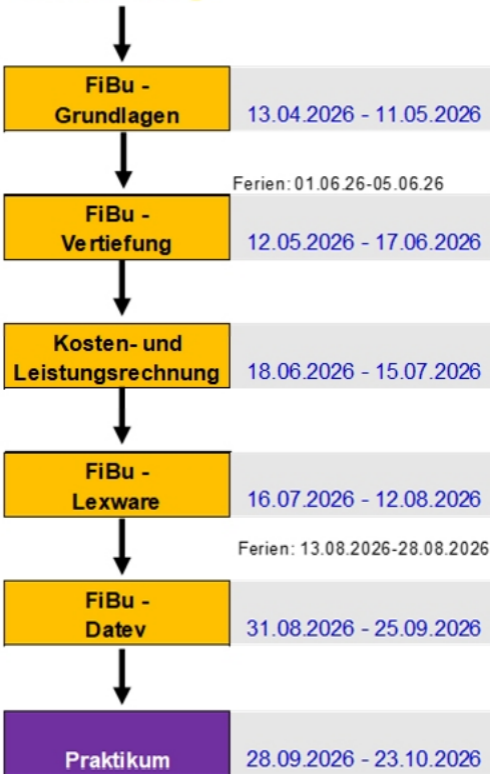 FiBu -
Grundlagen
13.04.2026 - 11.05.2026
Ferien: 01.06.26-05.06.26
FiBu -
Vertiefung
12.05.2026 - 17.06.2026
Kosten- und
Leistungsrechnung
18.06.2026 - 15.07.2026
FiBu -
Lexware
16.07.2026 - 12.08.2026
Ferien: 13.08.2026-28.08.2026
FiBu -
Datev
31.08.2026 - 25.09.2026
Praktikum
28.09.2026 - 23.10.2026